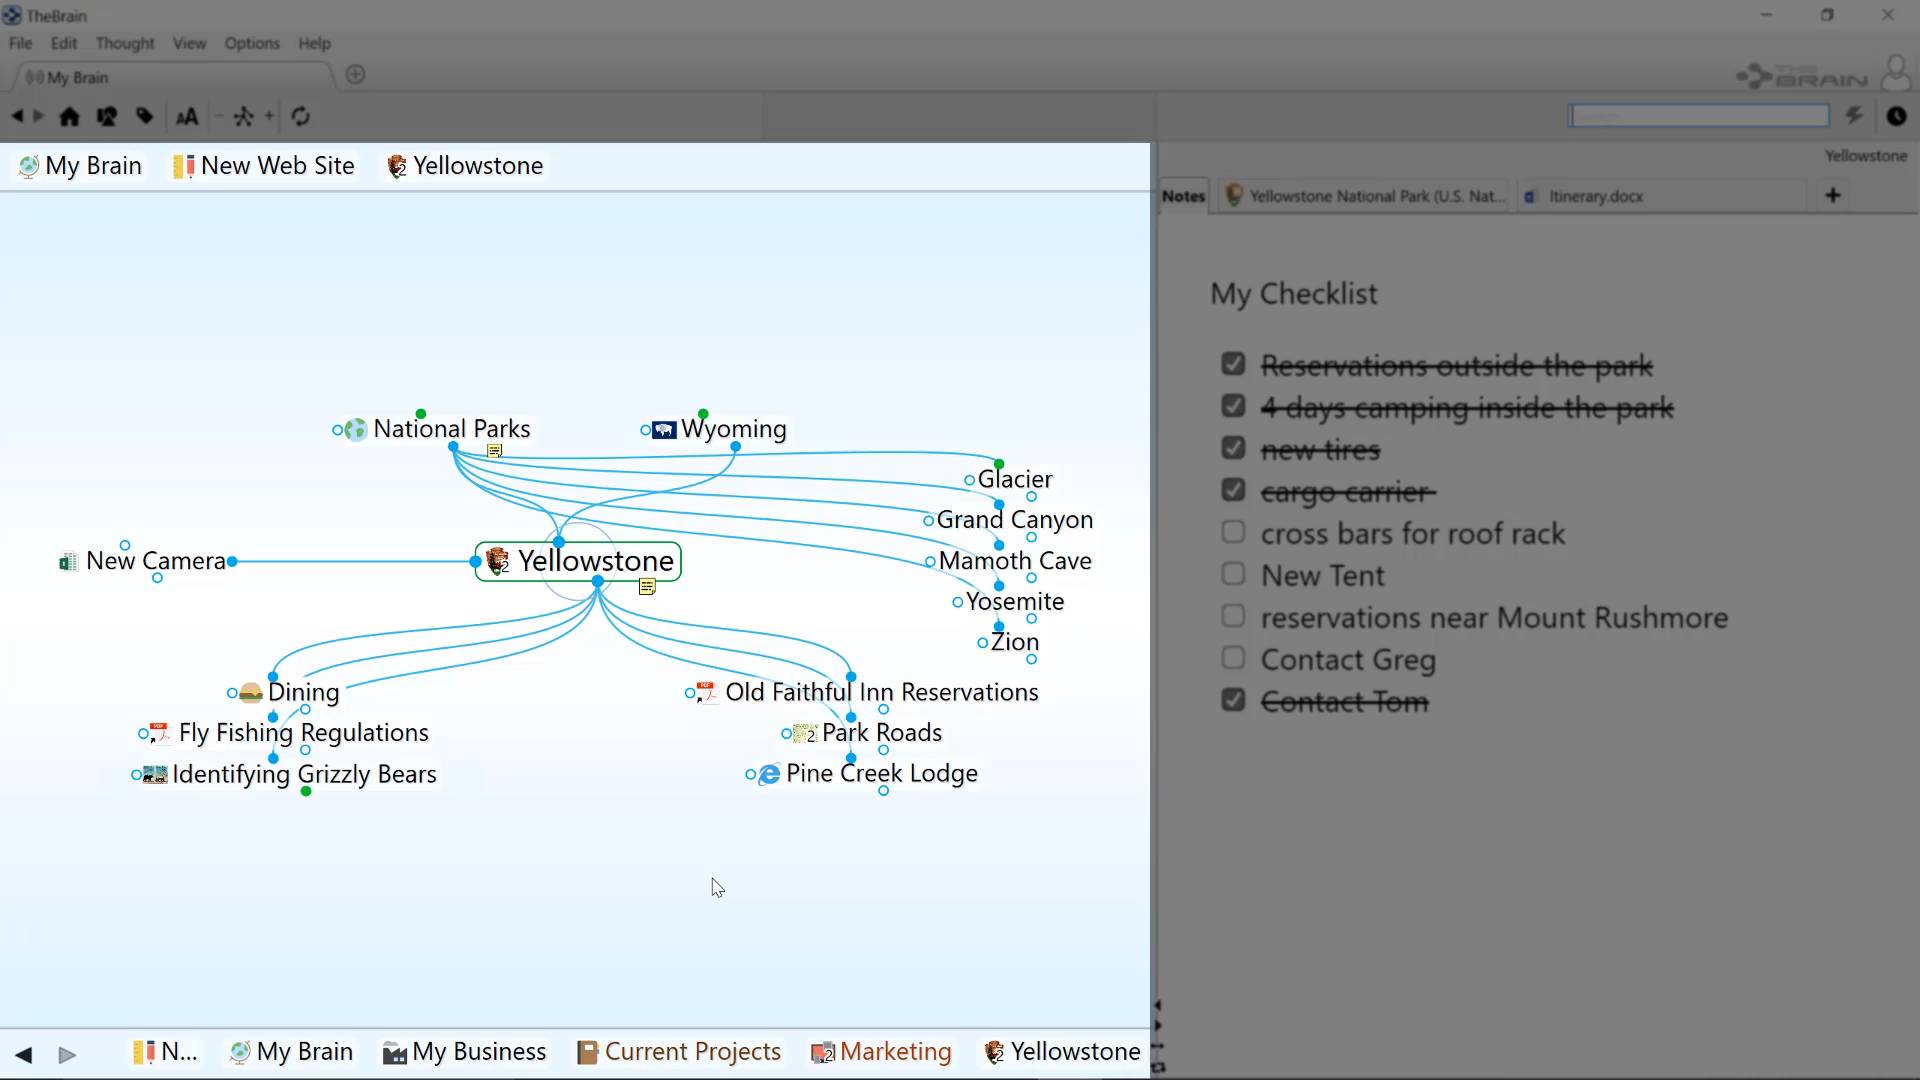 TheBrain
File Edit Thought View Options Help
My Brain
THE BRAIN
AA
My Brain New Web Site Yellowstone
Yellowstone
Notes Yellowstone National Park (U.S. Nat... Itinerary.docx
My Checklist
Reservations outside the park
4 days camping inside the park
new tires
cargo carrier
cross bars for roof rack
New Tent
reservations near Mount Rushmore
Contact Greg
Contact Tom
National Parks
Wyoming
Glacier
Grand Canyon
Mamoth Cave
Yosemite
Zion
New Camera
Yellowstone
Dining
Fly Fishing Regulations
Identifying Grizzly Bears
Old Faithful Inn Reservations
Park Roads
Pine Creek Lodge
N... My Brain My Business Current Projects Marketing Yellowstone